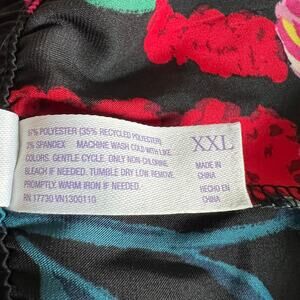 97% POLYESTER (35% RECYCLED POLYESTER)
2% SPANDEX MACHINE WASH COLD WITH LIKE
COLORS. GENTLE CYCLE. ONLY NON-CHLORINE
BLEACH IF NEEDED. TUMBLE DRY LOW. REMOVE
PROMPTLY. WARM IRON IF NEEDED.
RN 17730 VN1300110
XXL
MADE IN
CHINA
HECHO EN
CHINA